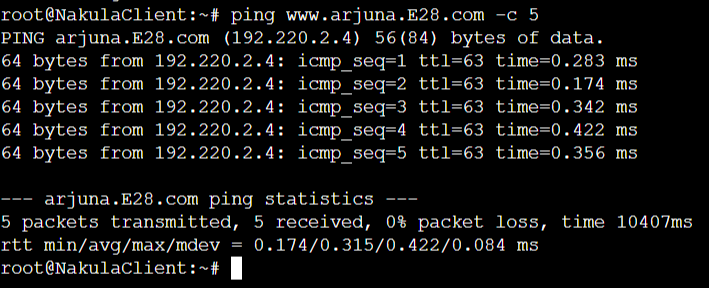 root@NakulaClient:~# ping www.arjuna.E28.com -c 5
PING arjuna.E28.com (192.220.2.4) 56(84) bytes of data.
64 bytes from 192.220.2.4: icmp_seq=1 ttl=63 time=0.283 ms
64 bytes from 192.220.2.4: icmp_seq=2 ttl=63 time=0.174 ms
64 bytes from 192.220.2.4: icmp_seq=3 ttl=63 time=0.342 ms
64 bytes from 192.220.2.4: icmp_seq=4 ttl=63 time=0.422 ms
64 bytes from 192.220.2.4: icmp_seq=5 ttl=63 time=0.356 ms
--- arjuna.E28.com ping statistics ---
5 packets transmitted, 5 received, 0% packet loss, time 10407ms
rtt min/avg/max/mdev = 0.174/0.315/0.422/0.084 ms
root@NakulaClient:~#